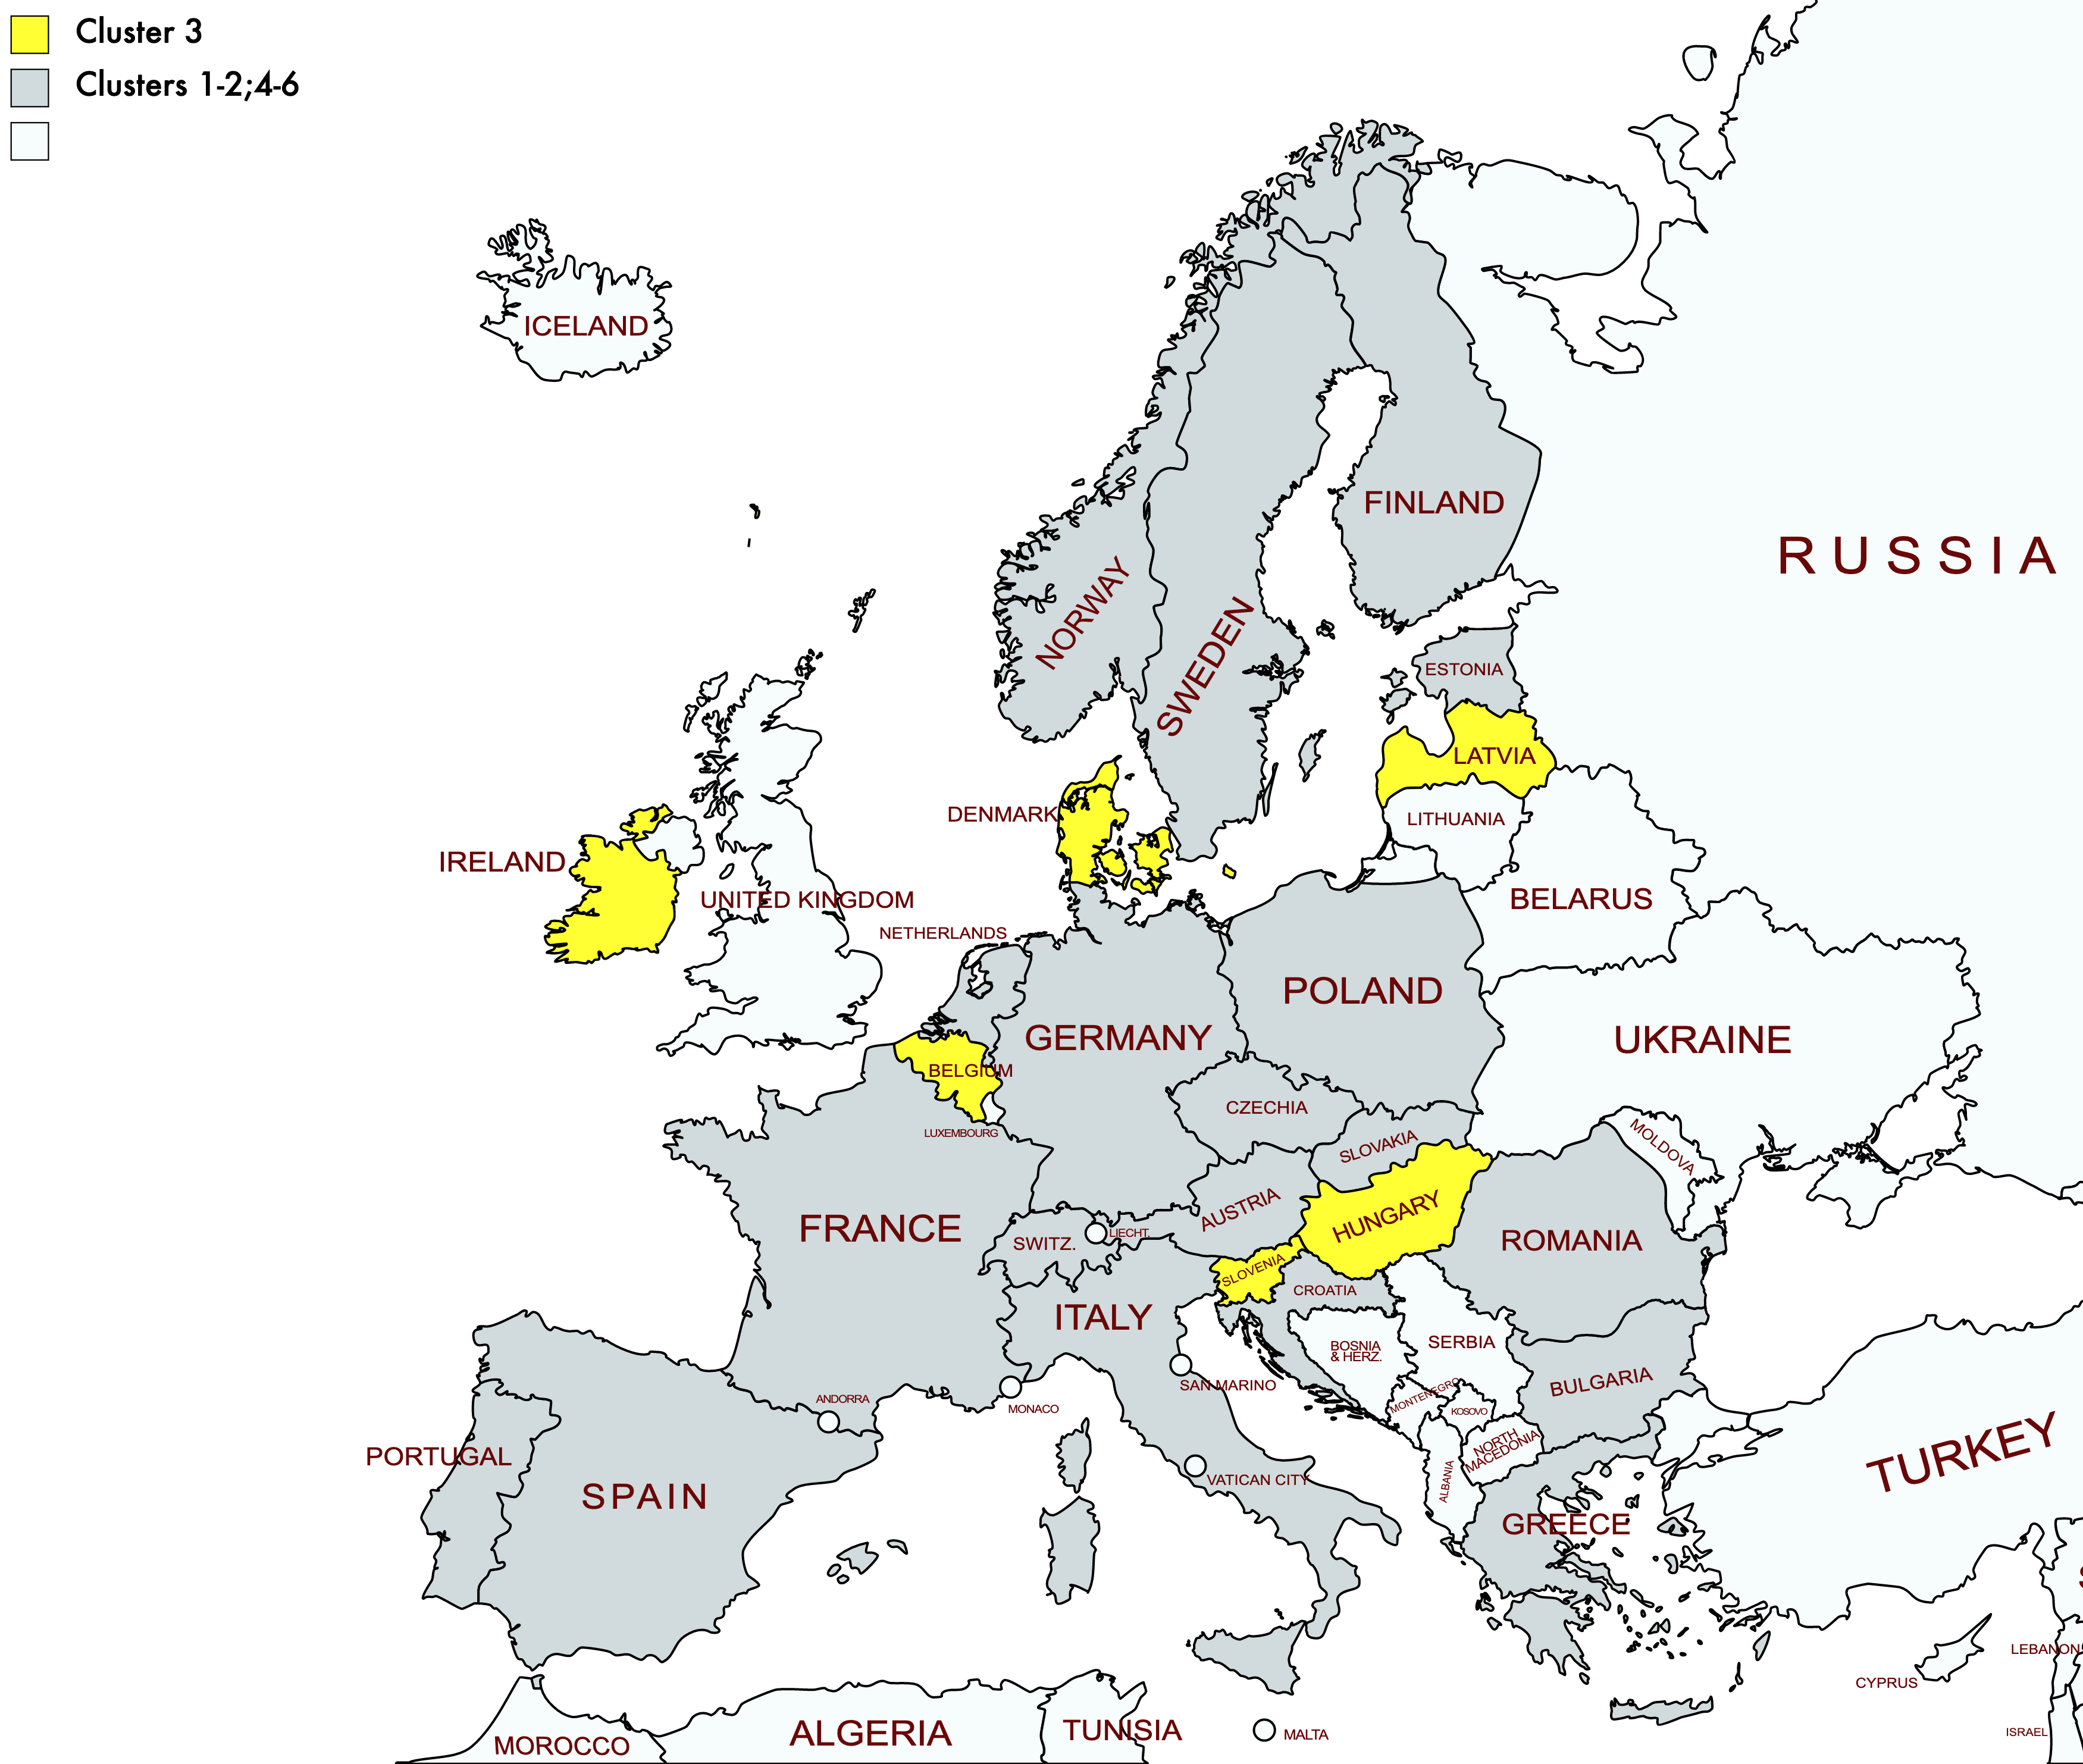 Cluster 3
Clusters 1-2;4-6
ICELAND
RUSSIA
FINLAND
NORWAY
SWEDEN
ESTONIA
LATVIA
DENMARK
LITHUANIA
IRELAND
UNITED KINGDOM
BELARUS
NETHERLANDS
POLAND
GERMANY
UKRAINE
BELGIUM
CZECHIA
LUXEMBOURG
SLOVAKIA
MOLDOVA
AUSTRIA
HUNGARY
FRANCE
SWITZ.
LIECHT.
ROMANIA
SLOVENIA
CROATIA
ITALY
BOSNIA
& HERZ.
SERBIA
SAN MARINO
MONTENEGRO
BULGARIA
ANDORRA
MONACO
KOSOVO
NORTH
MACEDONIA
PORTUGAL
SPAIN
VATICAN CITY
ALBANIA
TURKEY
GREECE
CYPRUS
LEBANON
ISRAEL
MOROCCO
ALGERIA
TUNISIA
MALTA